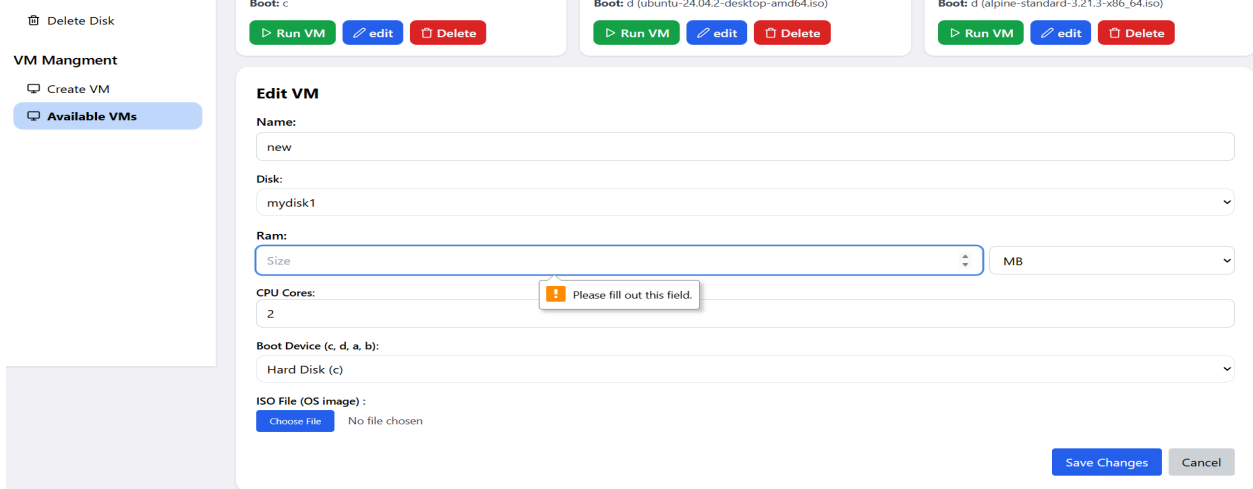 Boot: c
Boot: d (ubuntu-24.04.2-desktop-amd64.iso)
Boot: d (alpine-standard-3.21.3-x86_64.iso)
Delete Disk
Run VM edit Delete
Run VM edit Delete
Run VM edit Delete
VM Managment
Create VM
Available VMs
Edit VM
Name:
new
Disk:
mydisk1
Ram:
Size MB
Please fill out this field.
CPU Cores:
2
Boot Device (c, d, a, b):
Hard Disk (c)
ISO File (OS image) :
Choose File No file chosen
Save Changes Cancel